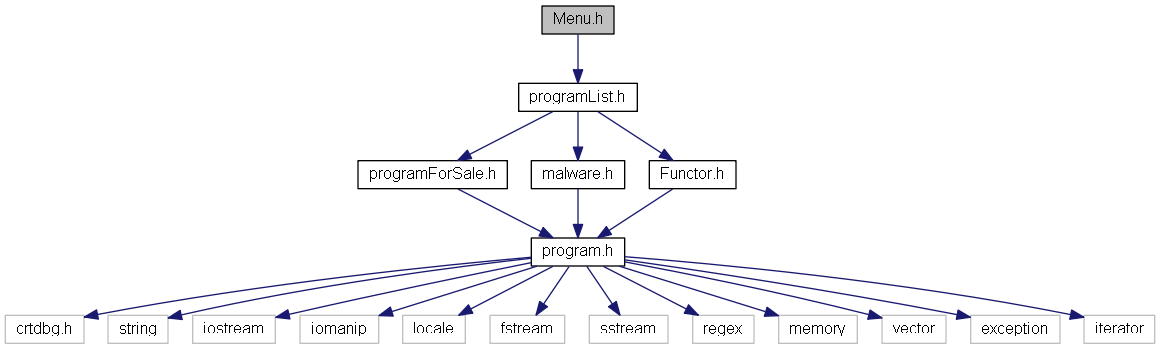 Menu.h
programList.h
programForSale.h malware.h Functor.h
program.h
crtdbg.h string iostream iomanip locale fstream sstream regex memory vector exception iterator